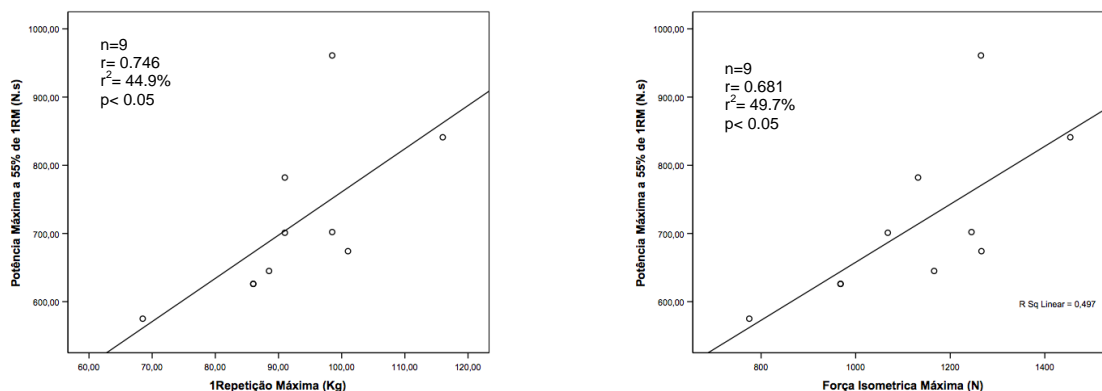 n=9
r= 0.746
r²= 44.9%
p< 0.05
Potência Máxima a 55% de 1RM (N.s)
1000,00
900,00
800,00
700,00
600,00
60,00 70,00 80,00 90,00 100,00 110,00 120,00
1Repetição Máxima (Kg)
n=9
r= 0.681
r²= 49.7%
p< 0.05
Potência Máxima a 55% de 1RM (N.s)
1000,00
900,00
800,00
700,00
600,00
R Sq Linear = 0,497
800 1000 1200 1400
Força Isometrica Máxima (N)